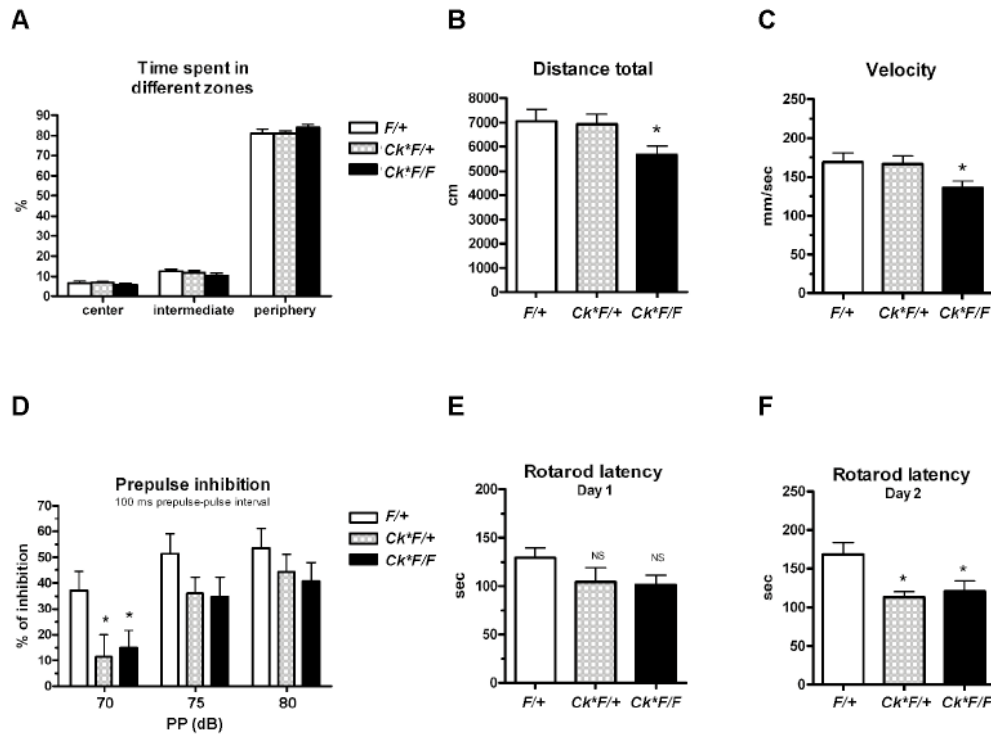 A
Time spent in
different zones
90
80
70
60
50
40
30
20
10
0
%
center intermediate periphery
F/+
Ck*F/+
Ck*F/F
B
Distance total
8000
7000
6000
5000
4000
3000
2000
1000
0
cm
*
F/+ Ck*F/+ Ck*F/F
C
Velocity
250
200
150
100
50
0
mm/sec
*
F/+ Ck*F/+ Ck*F/F
D
Prepulse inhibition
100 ms prepulse-pulse interval
70
60
50
40
30
20
10
0
% of inhibition
* *
70 75 80
PP (dB)
F/+
Ck*F/+
Ck*F/F
E
Rotarod latency
Day 1
200
150
100
50
0
sec
NS NS
F/+ Ck*F/+ Ck*F/F
F
Rotarod latency
Day 2
250
200
150
100
50
0
sec
* *
F/+ Ck*F/+ Ck*F/F